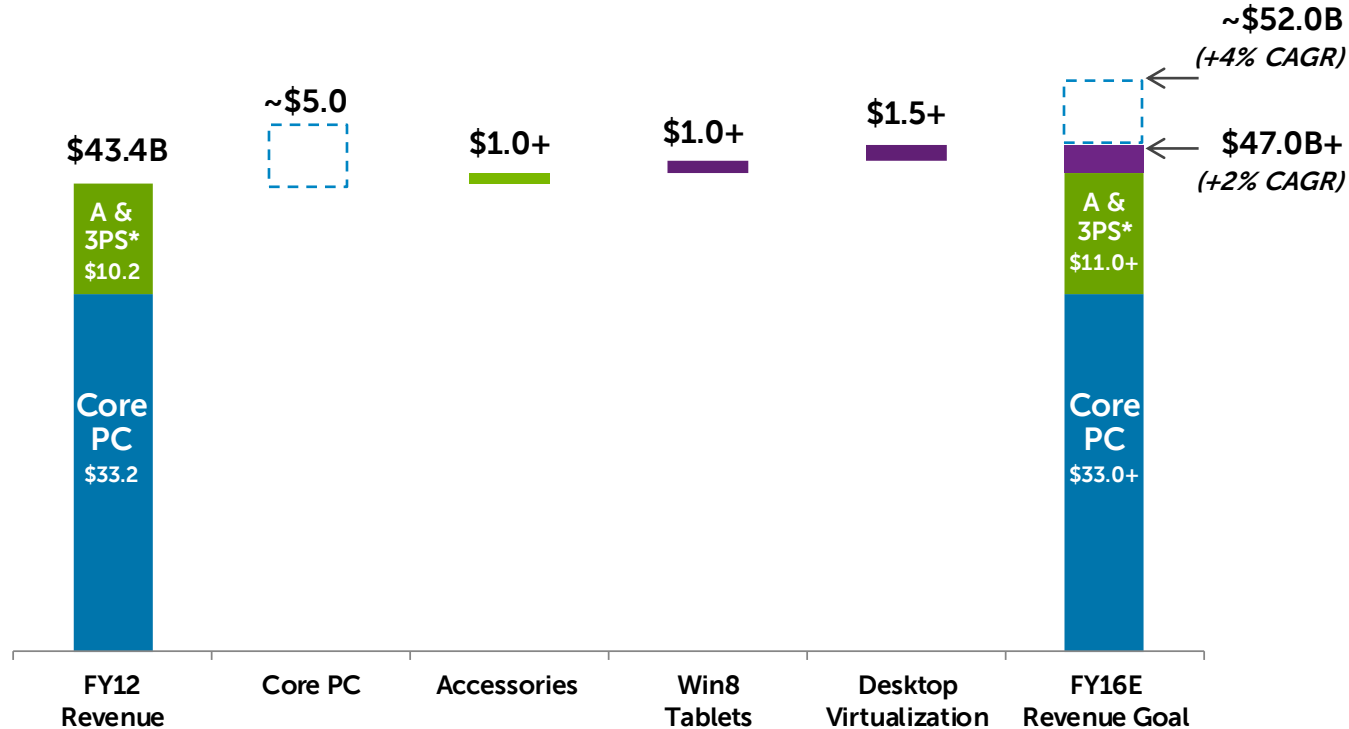 ~$52.0B
(+4% CAGR)
~$5.0
$1.5+
$1.0+
$1.0+
$43.4B
$47.0B+
(+2% CAGR)
A &
3PS*
$10.2
A &
3PS*
$11.0+
Core
PC
$33.2
Core
PC
$33.0+
FY12
Revenue
Core PC
Accessories
Win8
Tablets
Desktop
Virtualization
FY16E
Revenue Goal